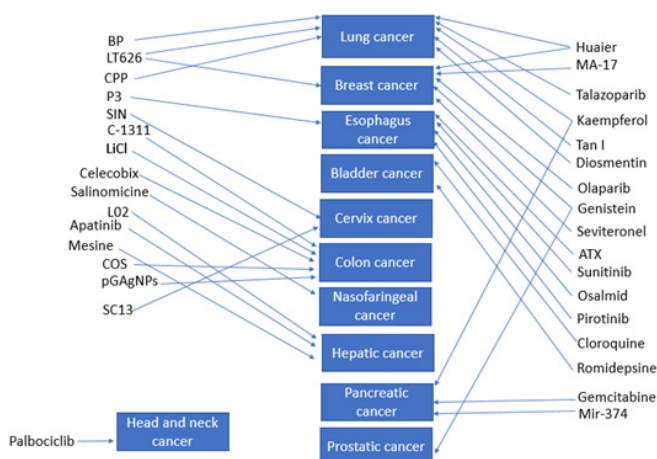 BP
LT626
CPP
P3
SIN
C-1311
LiCl
Celecobix
Salinomicine
L02
Apatinib
Mesine
COS
pGAgNPs
SC13
Palbociclib
Lung cancer
Breast cancer
Esophagus
cancer
Bladder cancer
Cervix cancer
Colon cancer
Nasofaringeal
cancer
Hepatic cancer
Pancreatic
cancer
Prostatic cancer
Head and neck
cancer
Huaier
MA-17
Talazoparib
Kaempferol
Tan I
Diosmentin
Olaparib
Genistein
Seviteronel
ATX
Sunitinib
Osalmid
Pirotinib
Cloroquine
Romidepsine
Gemcitabine
Mir-374